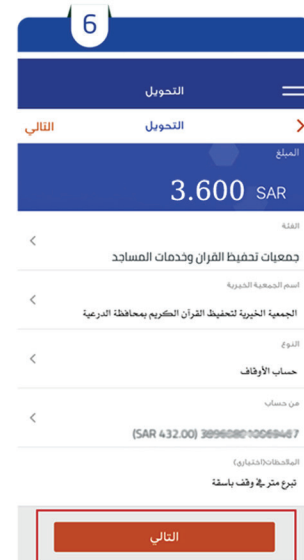 6
التحويل
التحويل
التالي
المبلغ
3.600 SAR
الفئة
جمعيات تحفيظ القران وخدمات المساجد
اسم الجمعية الخيرية
الجمعية الخيرية لتحفيظ القرآن الكريم بمحافظة الدرعية
النوع
حساب الأوقاف
من حساب
(SAR 432.00)
الملاحظات(اختياري)
تبرع متر في وقف باسقة
التالي